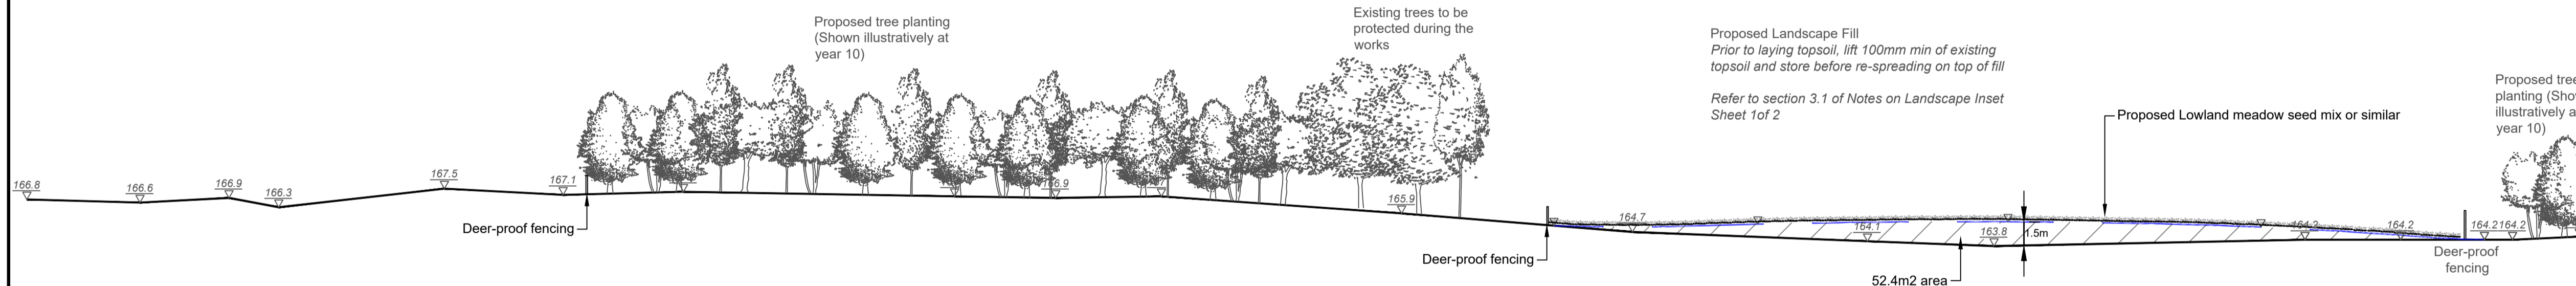 Proposed tree planting
(Shown illustratively at
year 10)
Existing trees to be
protected during the
works
Proposed Landscape Fill
Prior to laying topsoil, lift 100mm min of existing
topsoil and store before re-spreading on top of fill
Refer to section 3.1 of Notes on Landscape Inset
Sheet 1of 2
Proposed tree
planting (Sho
illustratively a
year 10)
Proposed Lowland meadow seed mix or similar
166.8
166.6
166.9
166.3
167.5
167.1
166.9
165.9
164.7
164.1
163.8
1.5m
164.2
164.2
164.2
164.2
Deer-proof fencing
Deer-proof fencing
52.4m2 area
Deer-proof
fencing